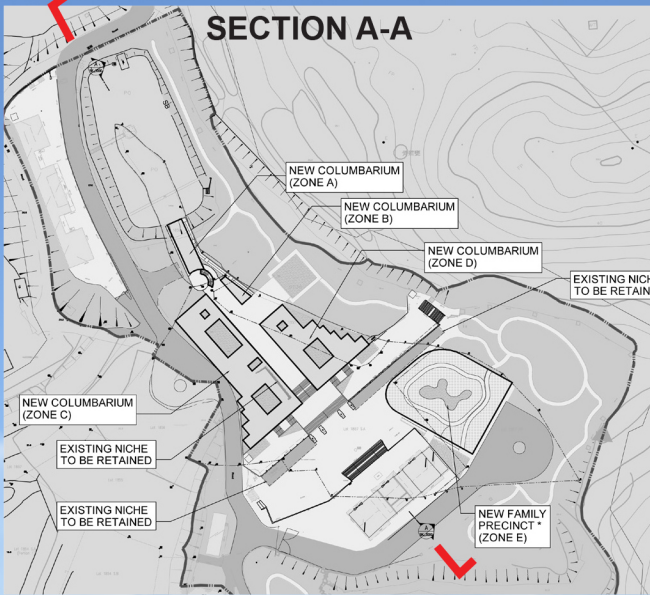 SECTION A-A
NEW COLUMBARIUM
(ZONE A)
NEW COLUMBARIUM
(ZONE B)
NEW COLUMBARIUM
(ZONE D)
EXISTING NICH
TO BE RETAIN
NEW COLUMBARIUM
(ZONE C)
EXISTING NICHE
TO BE RETAINED
EXISTING NICHE
TO BE RETAINED
NEW FAMILY
PRECINCT *
(ZONE E)
A